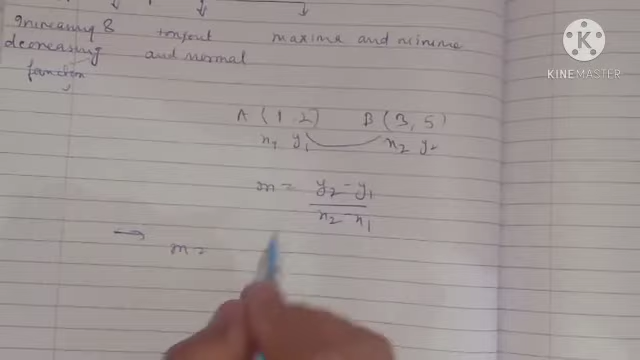 increasing & tangent maxima and minima
decreasing and normal
function
A (1, 2) B (3, 5)
x₁ y₁ x₂ y₂
m = y₂ - y₁
x₂ - x₁
→ m =
K
KINEMASTER